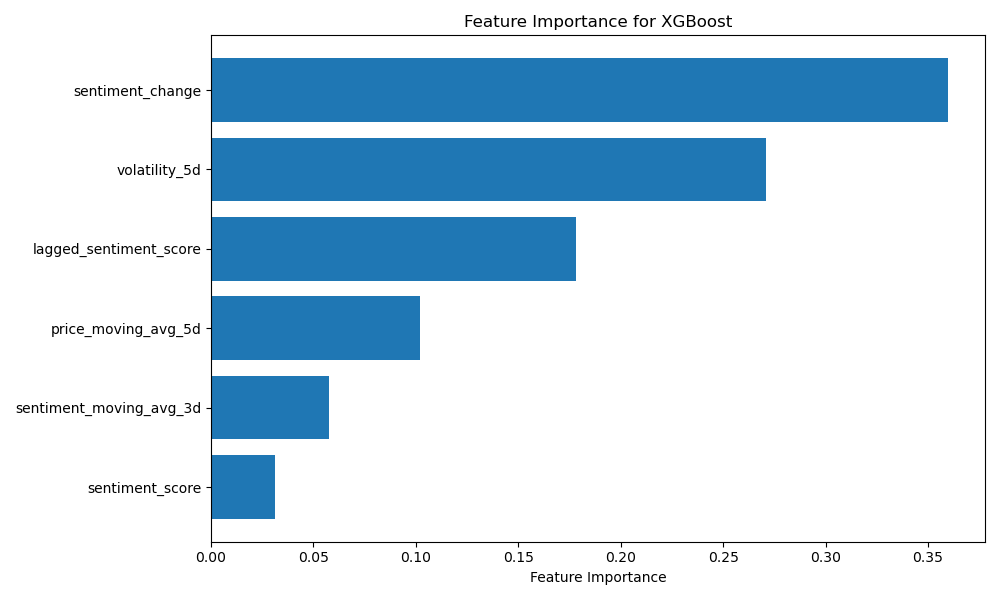 Feature Importance for XGBoost
sentiment_change
volatility_5d
lagged_sentiment_score
price_moving_avg_5d
sentiment_moving_avg_3d
sentiment_score
0.00 0.05 0.10 0.15 0.20 0.25 0.30 0.35
Feature Importance